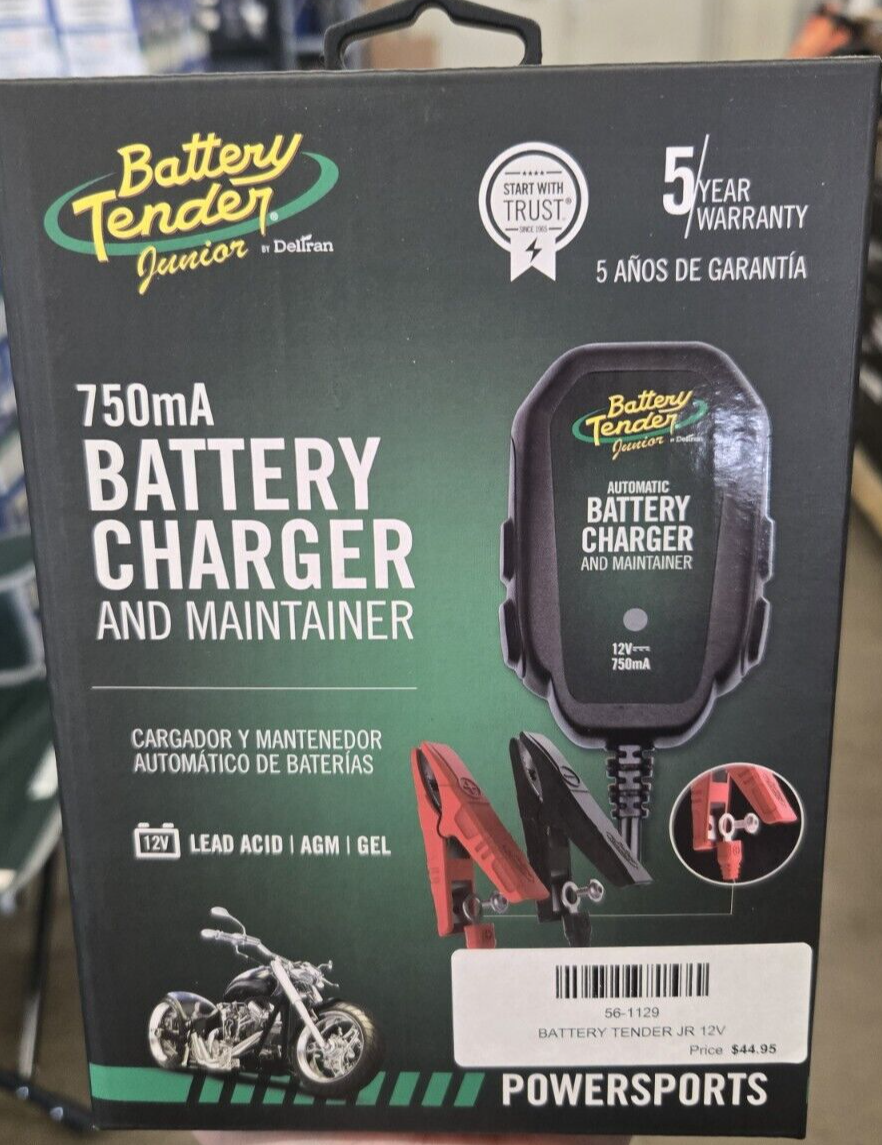 Battery
Tender®
Junior BY Deltran
START WITH
TRUST®
SINCE 1965
5/YEAR
WARRANTY
5 AÑOS DE GARANTÍA
750mA
BATTERY
CHARGER
AND MAINTAINER
CARGADOR Y MANTENEDOR
AUTOMÁTICO DE BATERÍAS
12V LEAD ACID | AGM | GEL
Battery
Tender
Junior BY Deltran
AUTOMATIC
BATTERY
CHARGER
AND MAINTAINER
12V
750mA
56-1129
BATTERY TENDER JR 12V
Price $44.95
POWERSPORTS